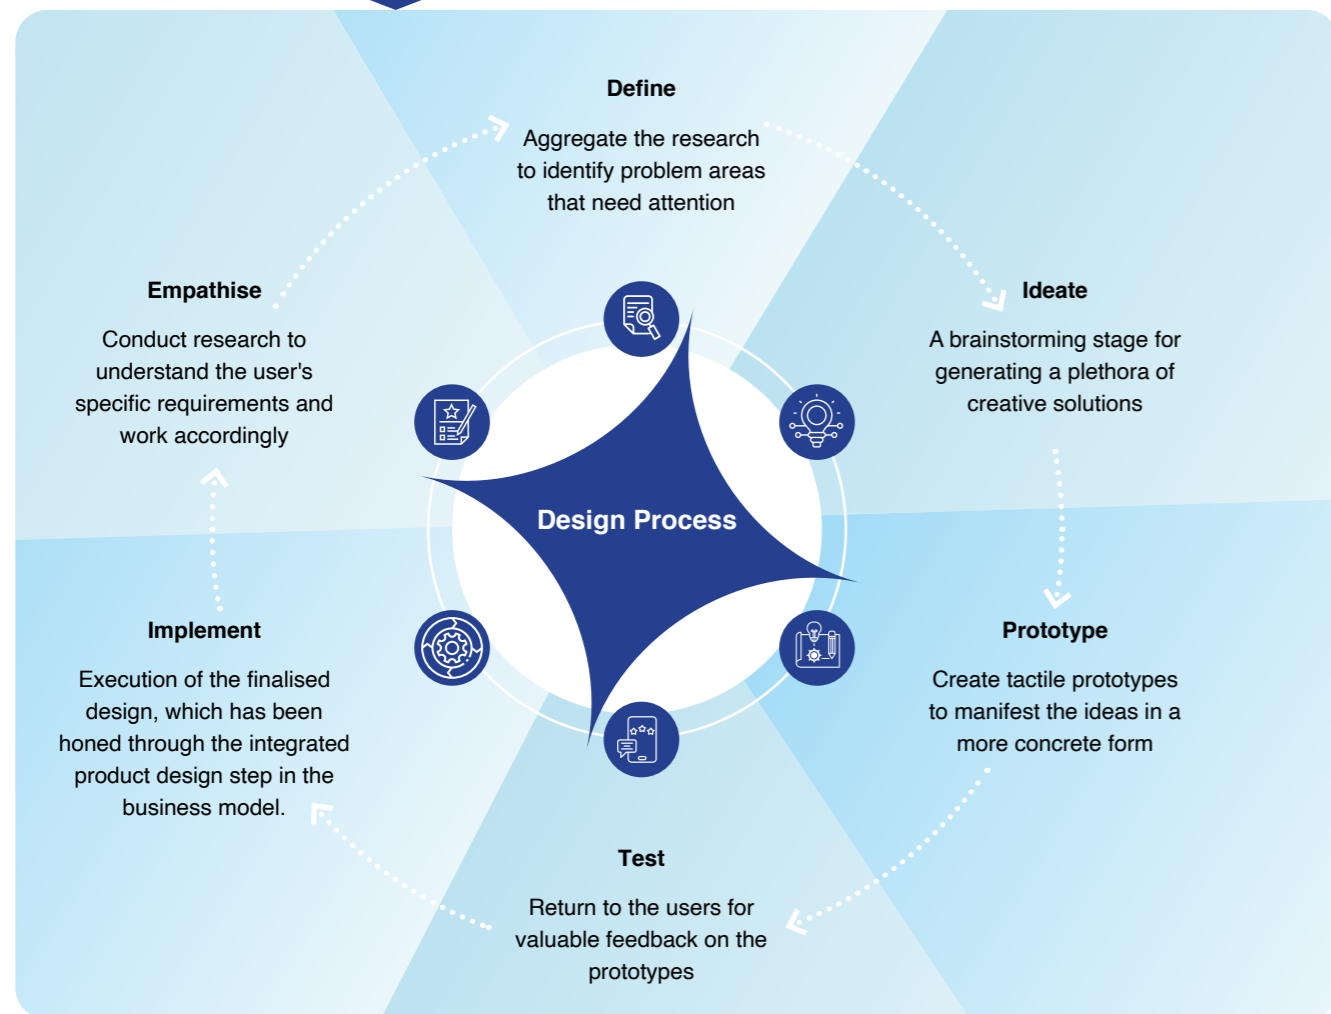 Define
Aggregate the research
to identify problem areas
that need attention
Empathise
Conduct research to
understand the user's
specific requirements and
work accordingly
Ideate
A brainstorming stage for
generating a plethora of
creative solutions
Design Process
Implement
Execution of the finalised
design, which has been
honed through the integrated
product design step in the
business model.
Prototype
Create tactile prototypes
to manifest the ideas in a
more concrete form
Test
Return to the users for
valuable feedback on the
prototypes